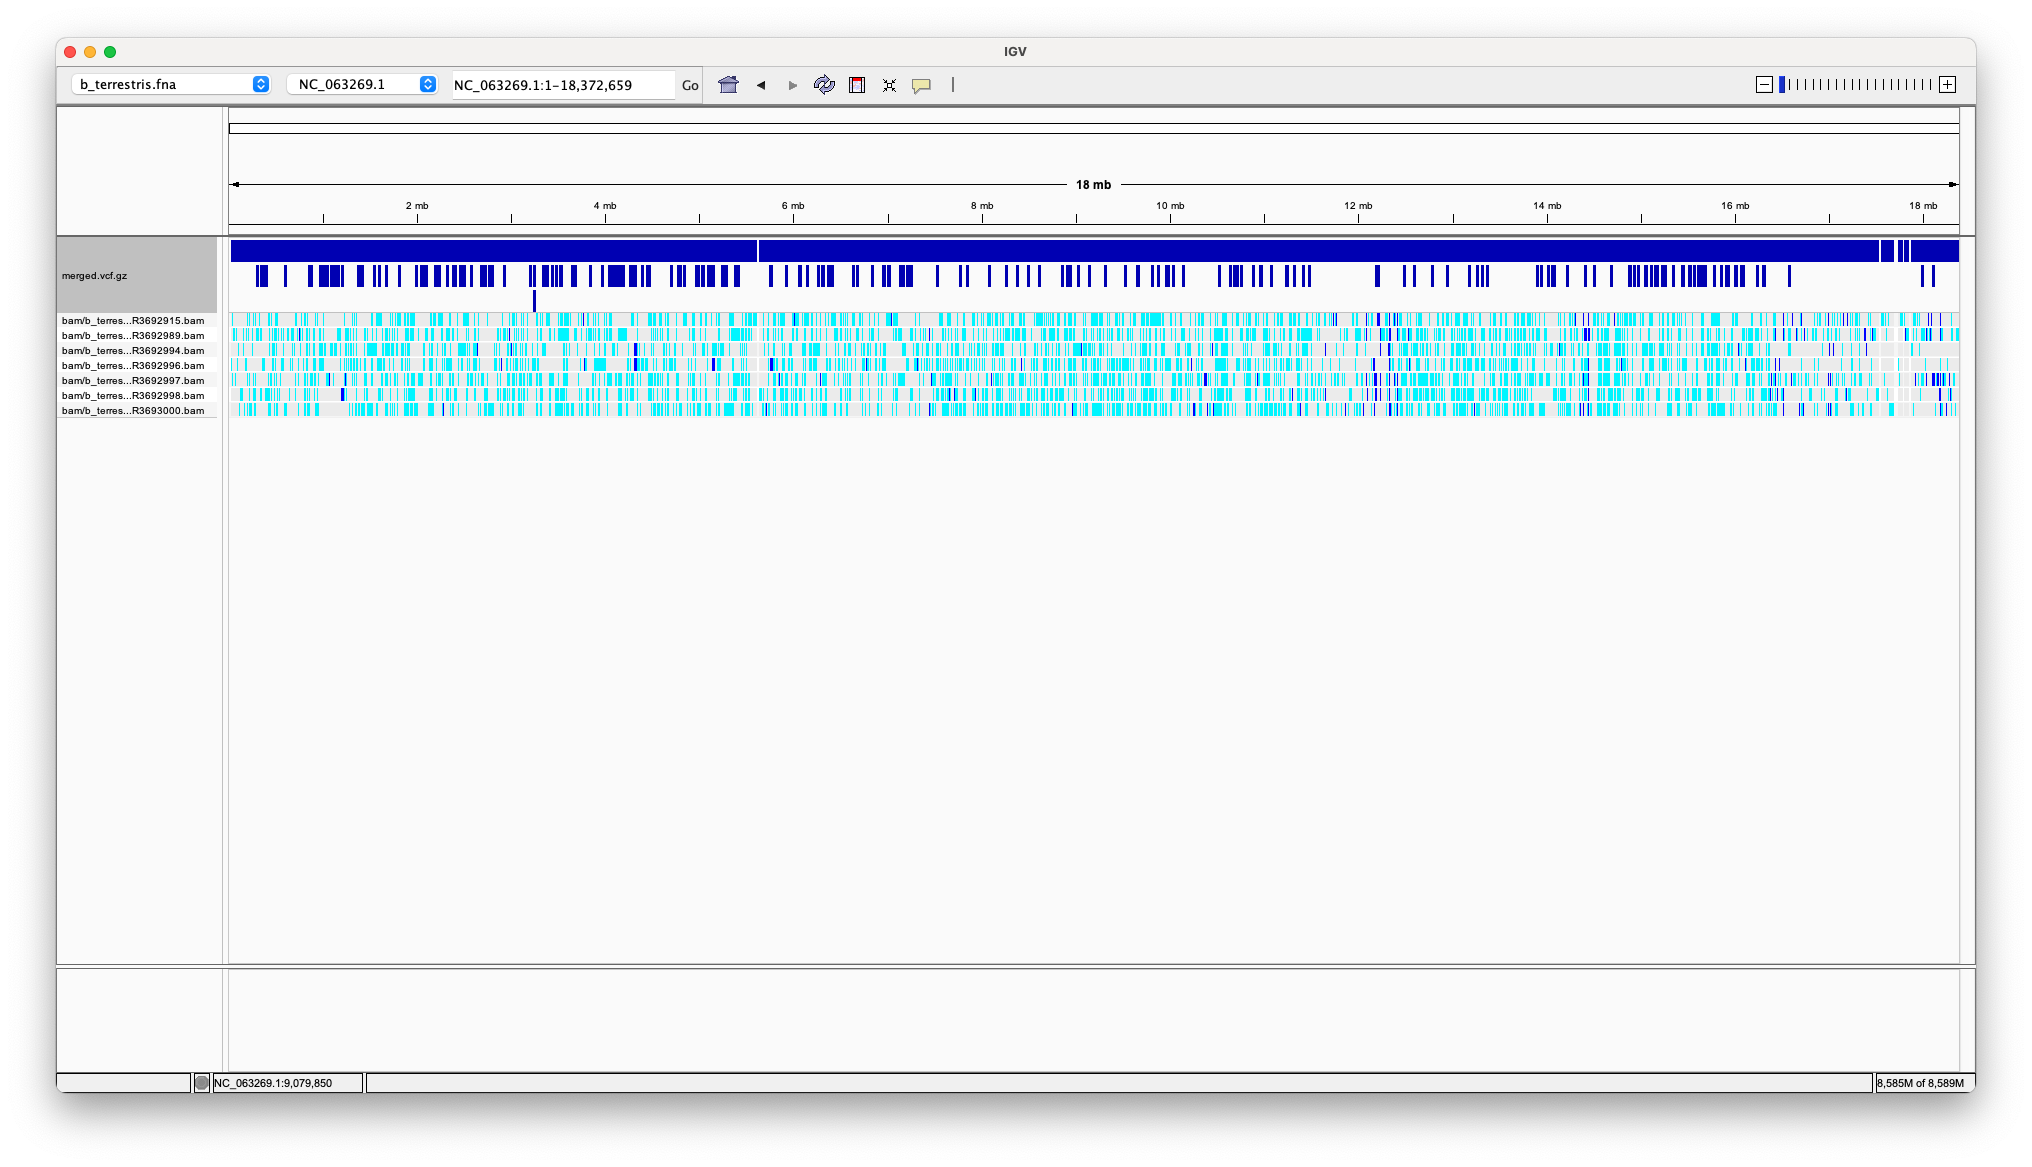 IGV
b_terrestris.fna NC_063269.1 NC_063269.1:1-18,372,659 Go
18 mb
2 mb 4 mb 6 mb 8 mb 10 mb 12 mb 14 mb 16 mb 18 mb
merged.vcf.gz
bam/b_terres...R3692915.bam
bam/b_terres...R3692989.bam
bam/b_terres...R3692994.bam
bam/b_terres...R3692996.bam
bam/b_terres...R3692997.bam
bam/b_terres...R3692998.bam
bam/b_terres...R3693000.bam
NC_063269.1:9,079,850 8,585M of 8,589M